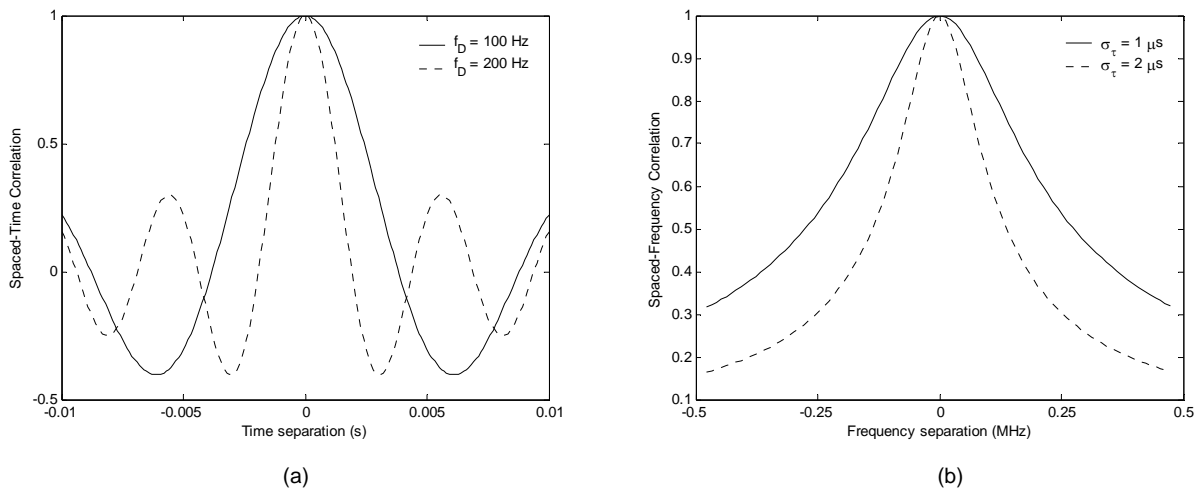 1
0.5
0
-0.5
-0.01
-0.005
0
0.005
0.01
Spaced-Time Correlation
Time separation (s)
f_D = 100 Hz
f_D = 200 Hz
(a)
1
0.9
0.8
0.7
0.6
0.5
0.4
0.3
0.2
0.1
-0.5
-0.25
0
0.25
0.5
Spaced-Frequency Correlation
Frequency separation (MHz)
σ_τ = 1 μs
σ_τ = 2 μs
(b)